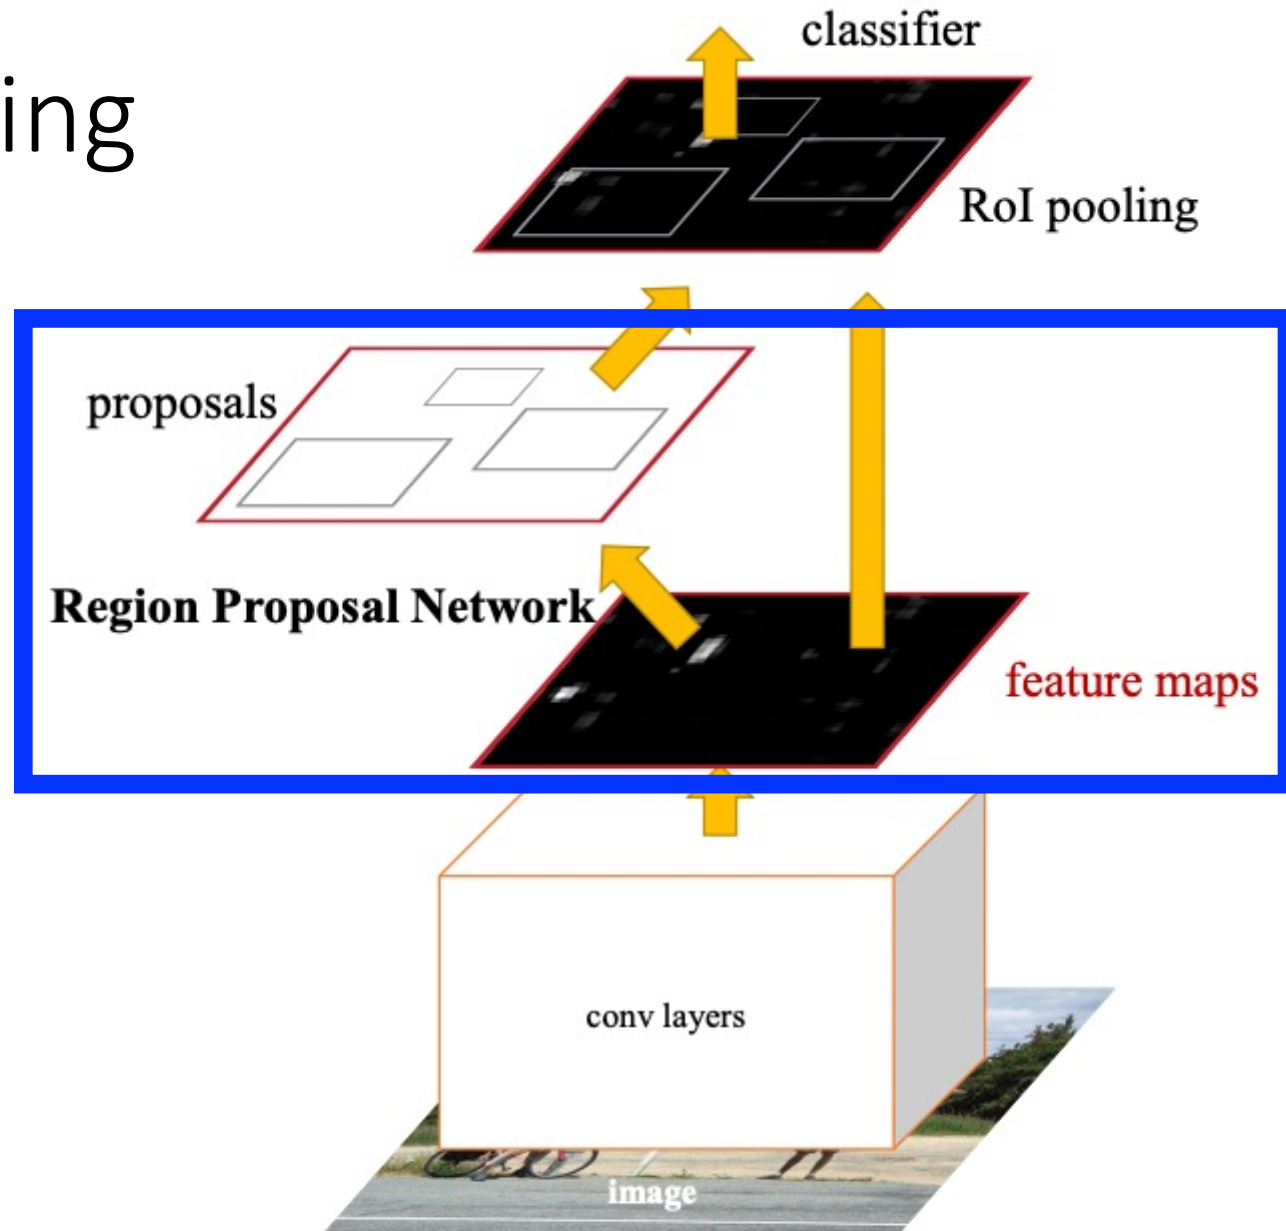 classifier
ing
RoI pooling
proposals
Region Proposal Network
feature maps
conv layers
image